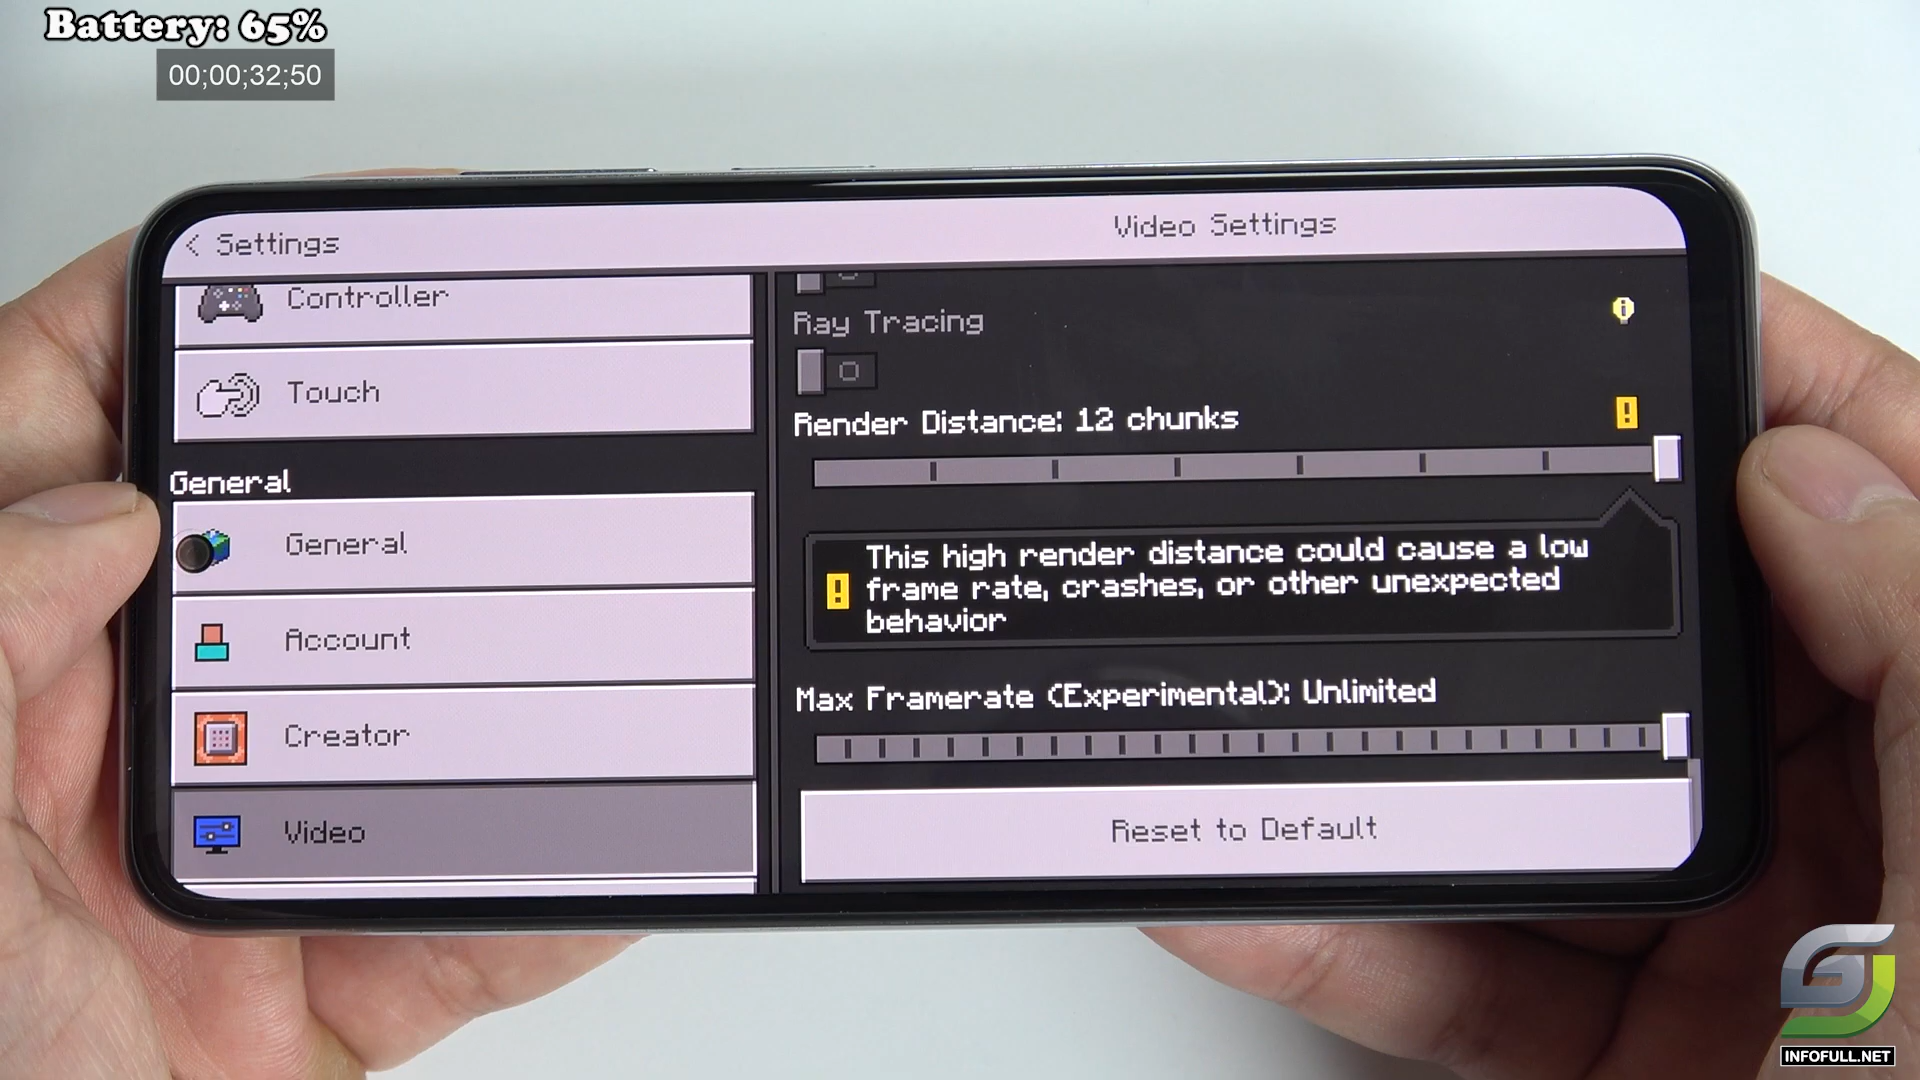 Battery: 65%
00;00;32;50
Settings
Video Settings
Controller
Touch
General
General
Account
Creator
Video
Ray Tracing
Render Distance: 12 chunks
This high render distance could cause a low
frame rate, crashes, or other unexpected
behavior
Max Framerate (Experimental): Unlimited
Reset to Default
INFOFULL.NET